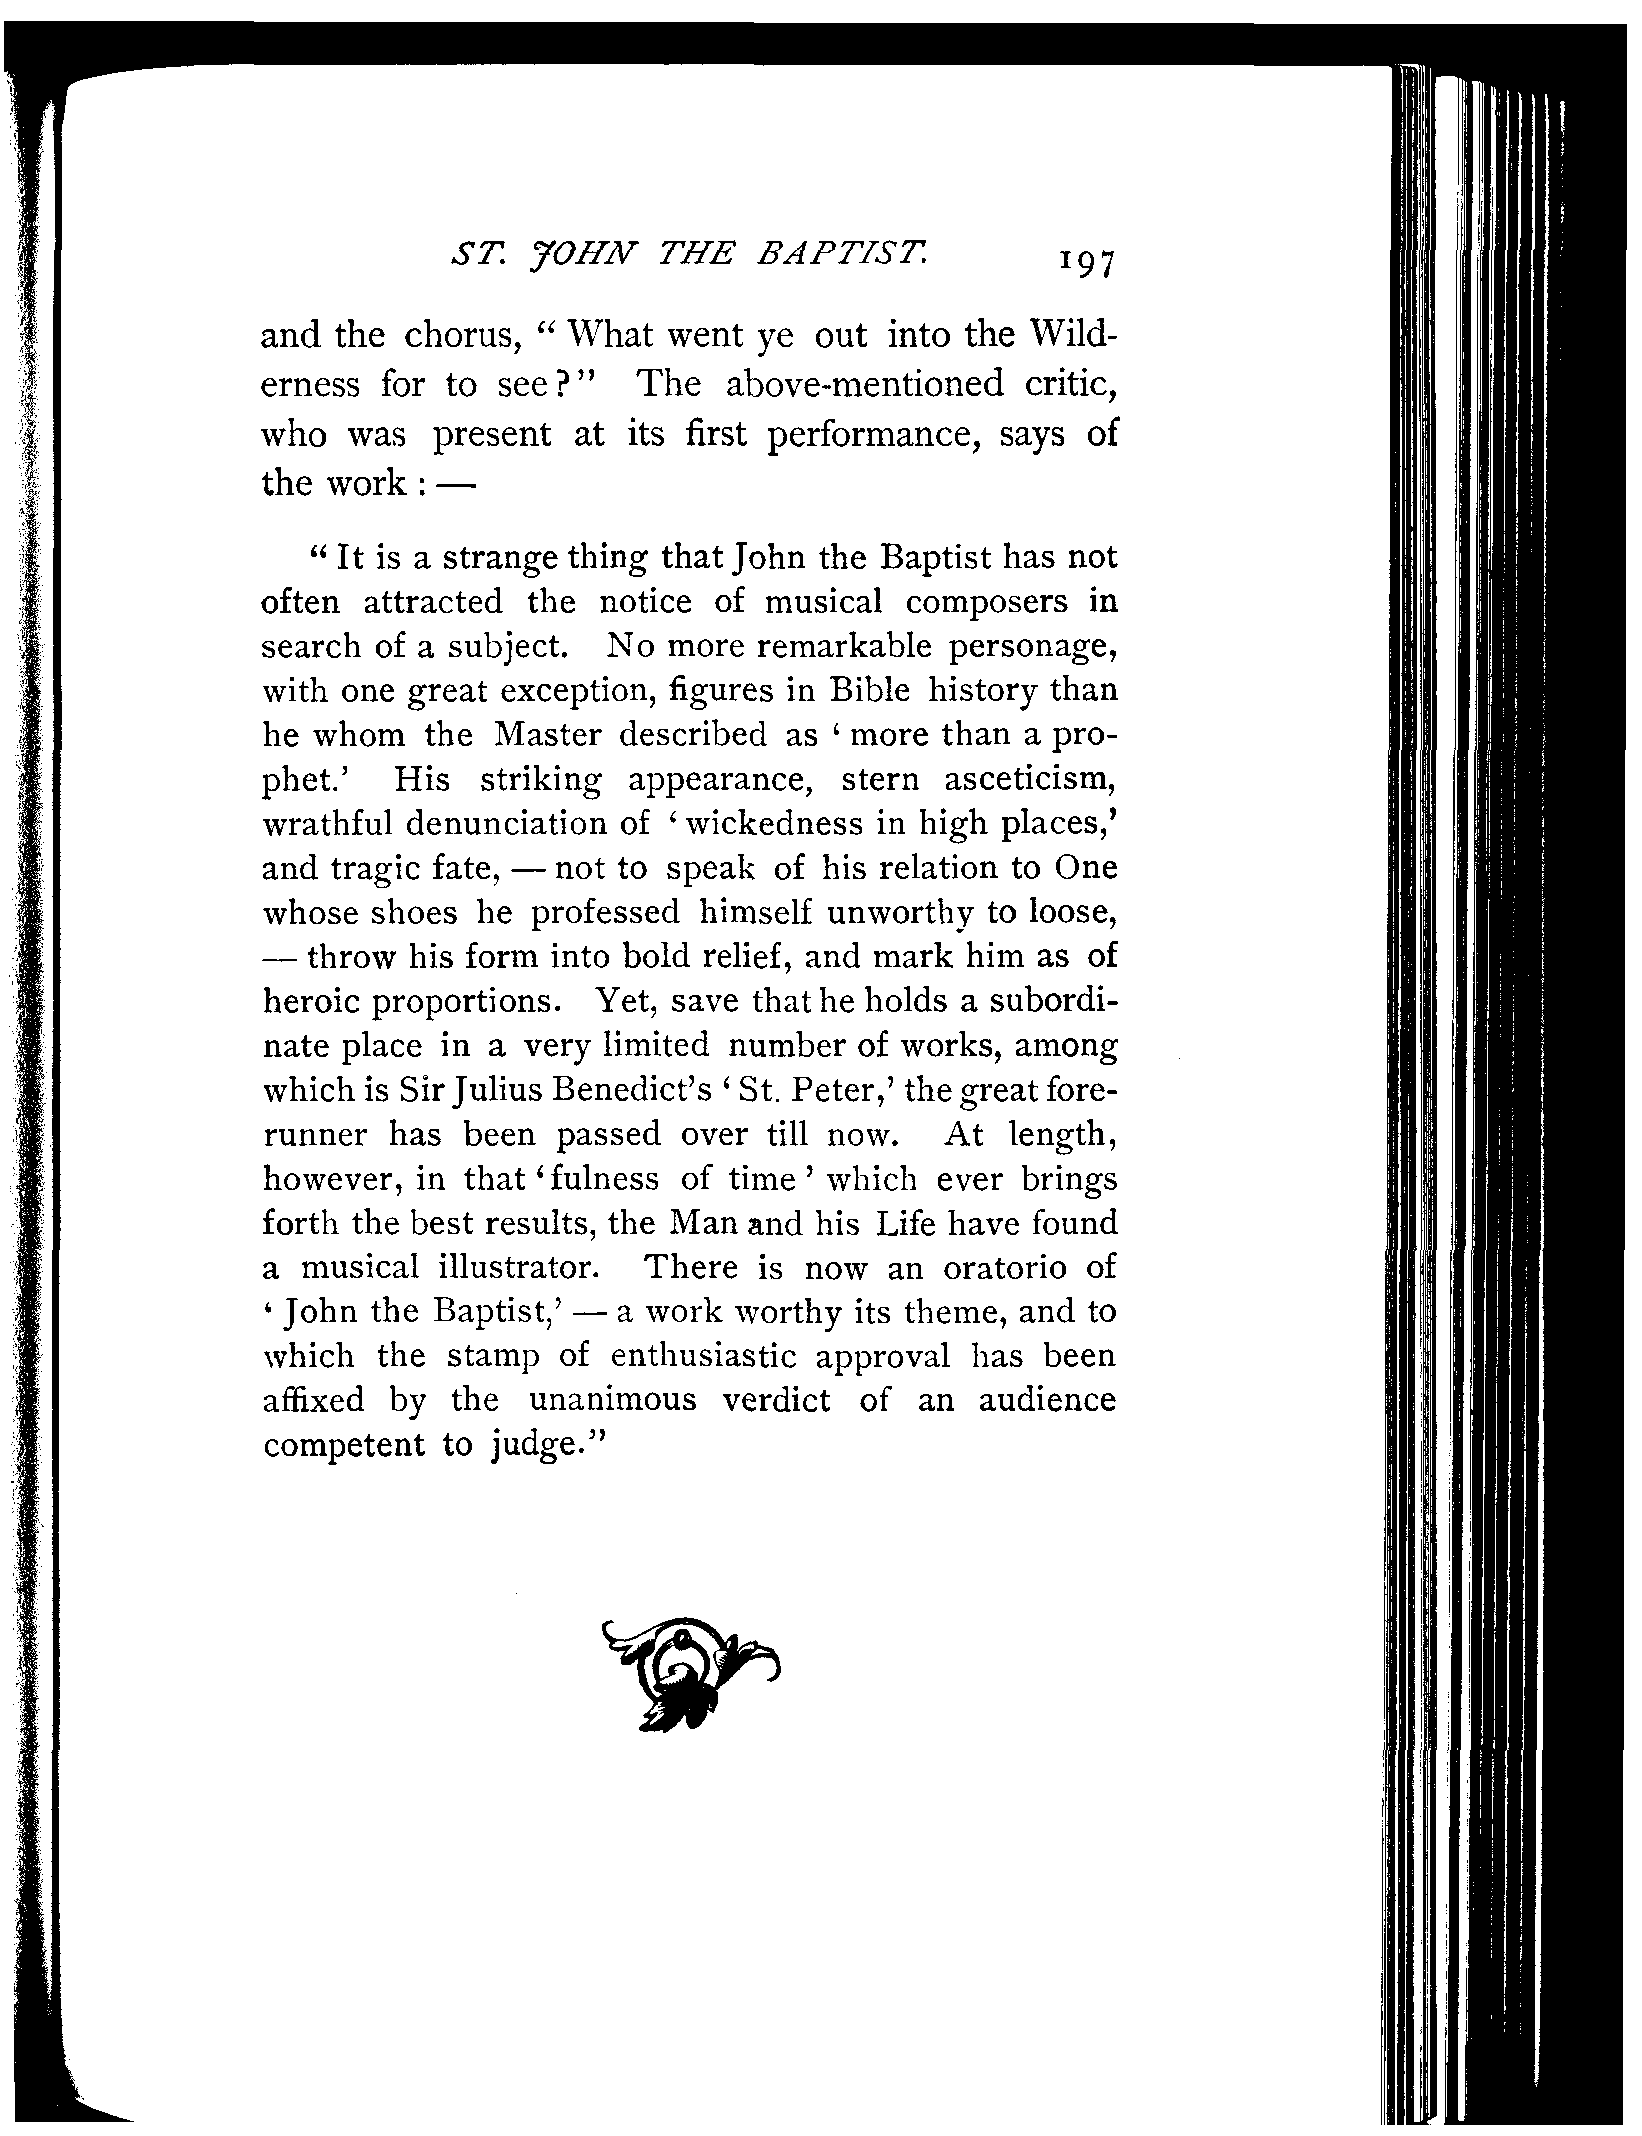 ST. JOHN THE BAPTIST. 197
and the chorus, “ What went ye out into the Wild-
erness for to see?” The above-mentioned critic,
who was present at its first performance, says of
the work : —
“ It is a strange thing that John the Baptist has not
often attracted the notice of musical composers in
search of a subject. No more remarkable personage,
with one great exception, figures in Bible history than
he whom the Master described as ‘ more than a pro-
phet.’ His striking appearance, stern asceticism,
wrathful denunciation of ‘ wickedness in high places,’
and tragic fate, — not to speak of his relation to One
whose shoes he professed himself unworthy to loose,
— throw his form into bold relief, and mark him as of
heroic proportions. Yet, save that he holds a subordi-
nate place in a very limited number of works, among
which is Sir Julius Benedict’s ‘ St. Peter,’ the great fore-
runner has been passed over till now. At length,
however, in that ‘fulness of time ’ which ever brings
forth the best results, the Man and his Life have found
a musical illustrator. There is now an oratorio of
‘ John the Baptist,’ — a work worthy its theme, and to
which the stamp of enthusiastic approval has been
affixed by the unanimous verdict of an audience
competent to judge.”